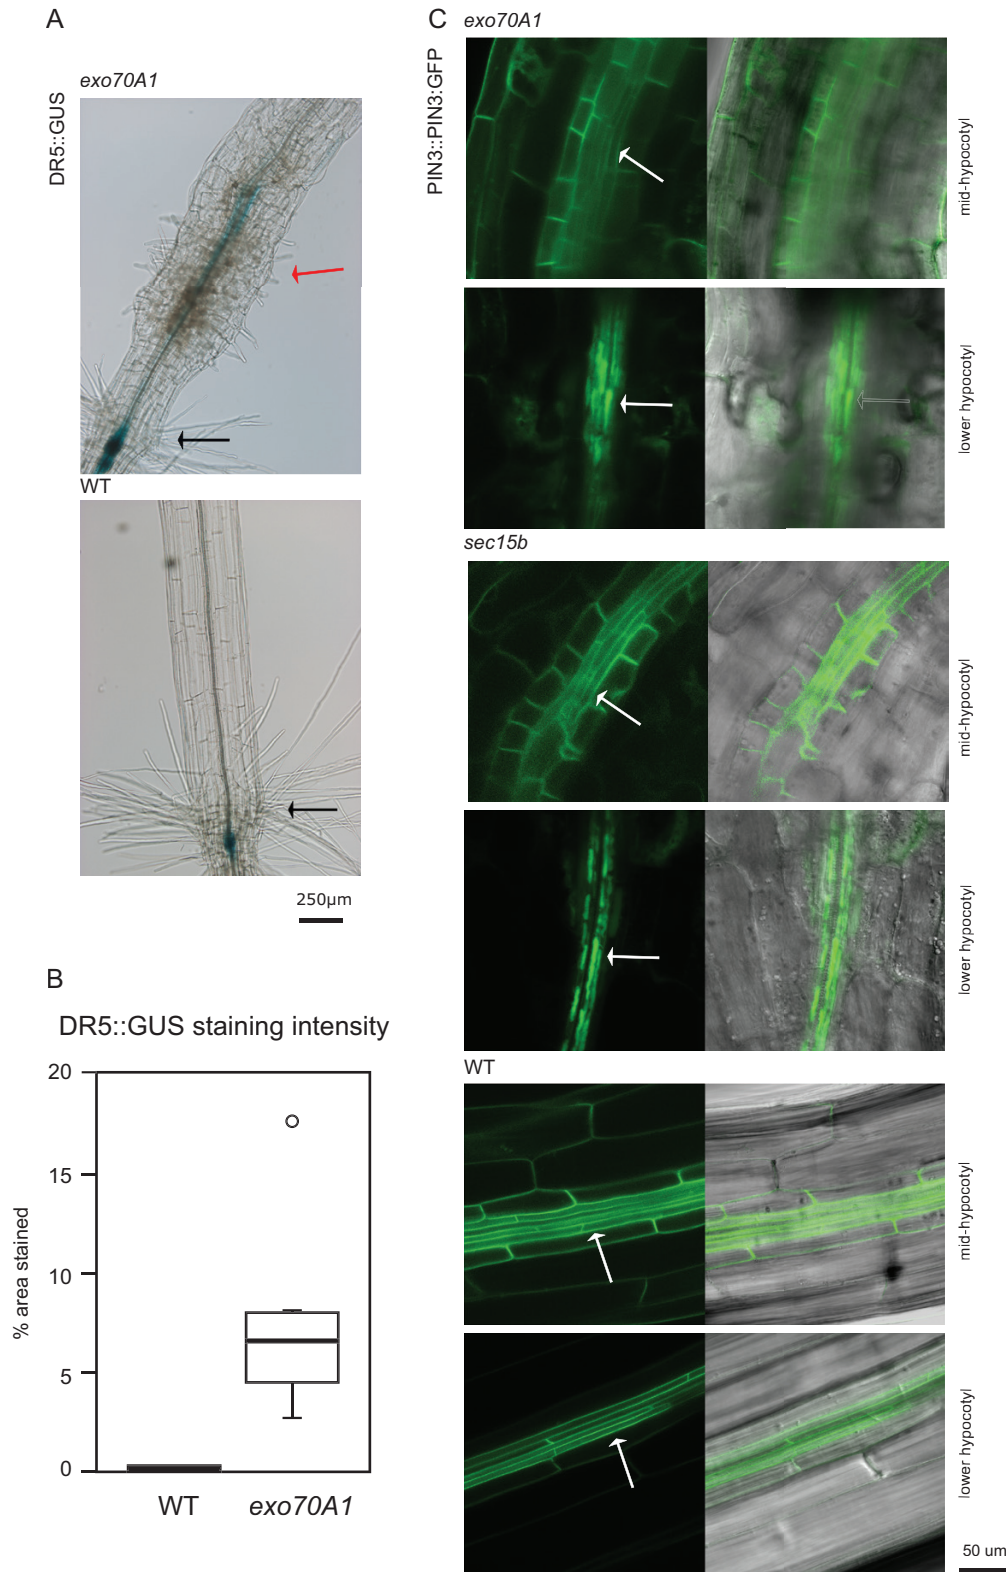 A
exo70A1
DR5::GUS
WT
250µm
B
DR5::GUS staining intensity
% area stained
20
15
10
5
0
WT
exo70A1
C
exo70A1
PIN3::PIN3:GFP
mid-hypocotyl
lower hypocotyl
sec15b
mid-hypocotyl
lower hypocotyl
WT
mid-hypocotyl
lower hypocotyl
50 um